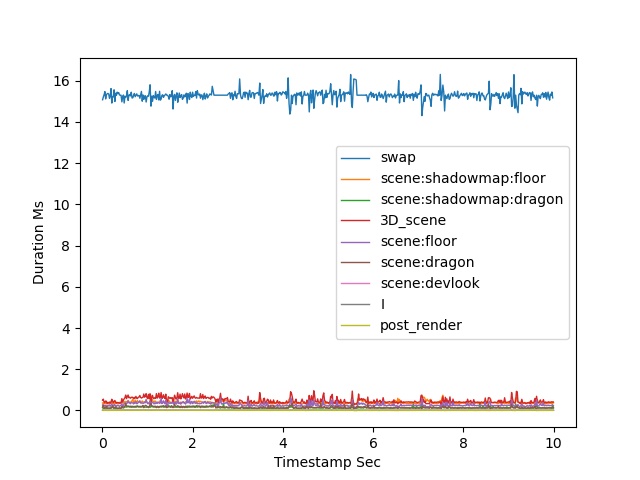 16
14
12
10
8
6
4
2
0
Duration Ms
swap
scene:shadowmap:floor
scene:shadowmap:dragon
3D_scene
scene:floor
scene:dragon
scene:devlook
I
post_render
0 2 4 6 8 10
Timestamp Sec